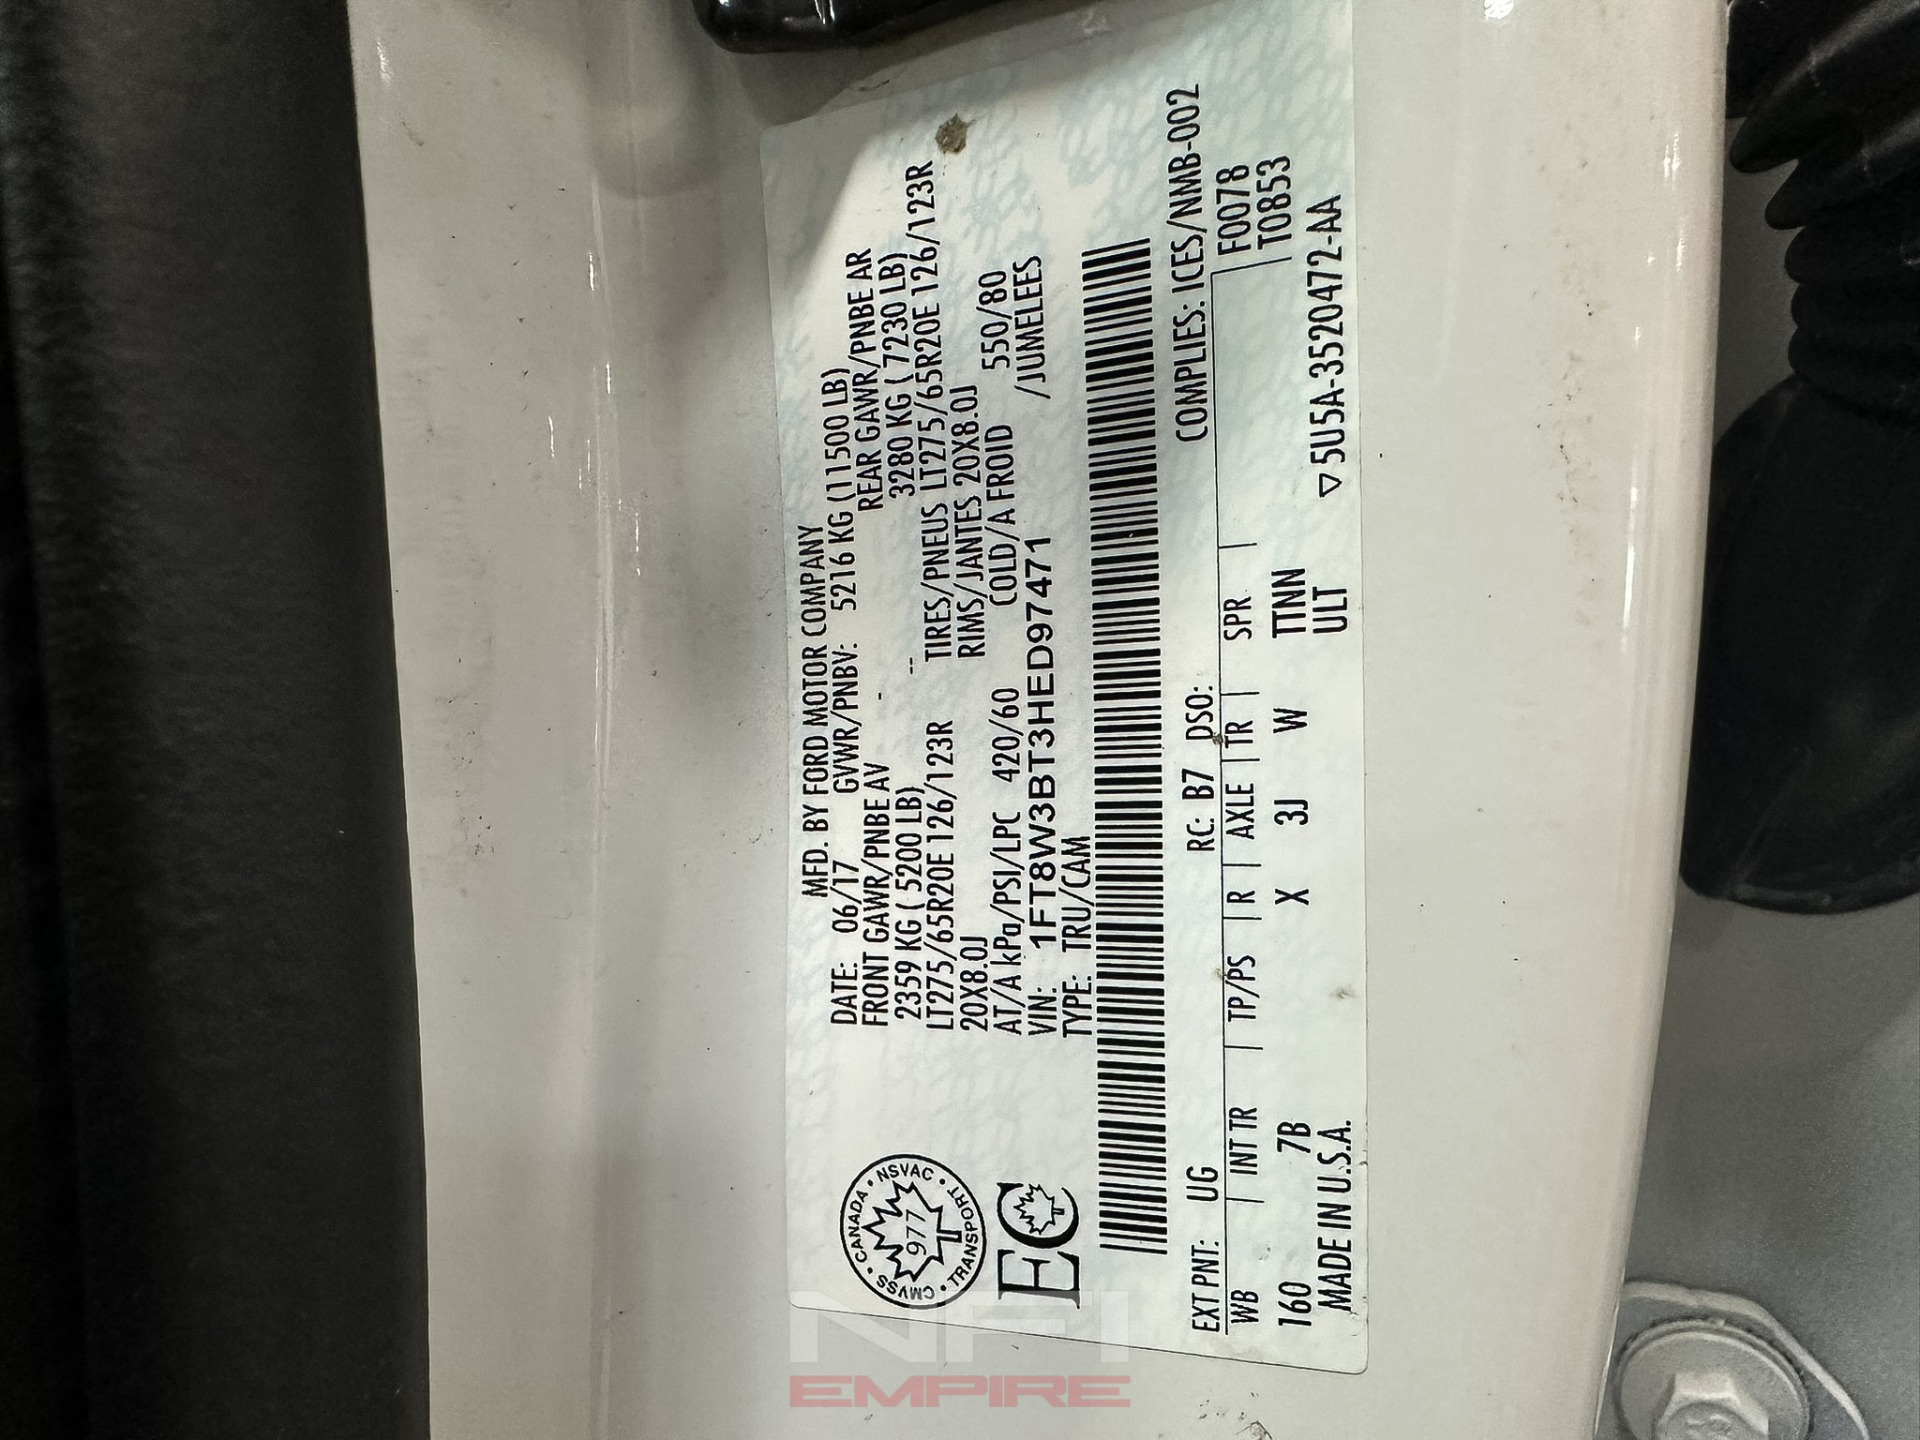 MFD. BY FORD MOTOR COMPANY
DATE: 06/17 GVWR/PNBV: 5216 KG (11500 LB)
FRONT GAWR/PNBE AV - REAR GAWR/PNBE AR
2359 KG ( 5200 LB) -- 3280 KG ( 7230 LB)
LT275/65R20E 126/123R TIRES/PNEUS LT275/65R20E 126/123R
20X8.0J RIMS/JANTES 20X8.0J
AT/A kPa/PSI/LPC 420/60 COLD/A FROID 550/80
VIN: 1FT8W3BT3HED97471 /JUMELEES
TYPE: TRU/CAM
CMVSS • CANADA • NSVAC • TRANSPORT •
977
EC
COMPLIES: ICES/NMB-002
EXT PNT: UG RC: B7 DSO: F0078
WB | INT TR | TP/PS | R | AXLE | TR | SPR T0853
160 7B X 3J W TTNN
MADE IN U.S.A. ULT ▽5U5A-3520472-AA
NFI
EMPIRE